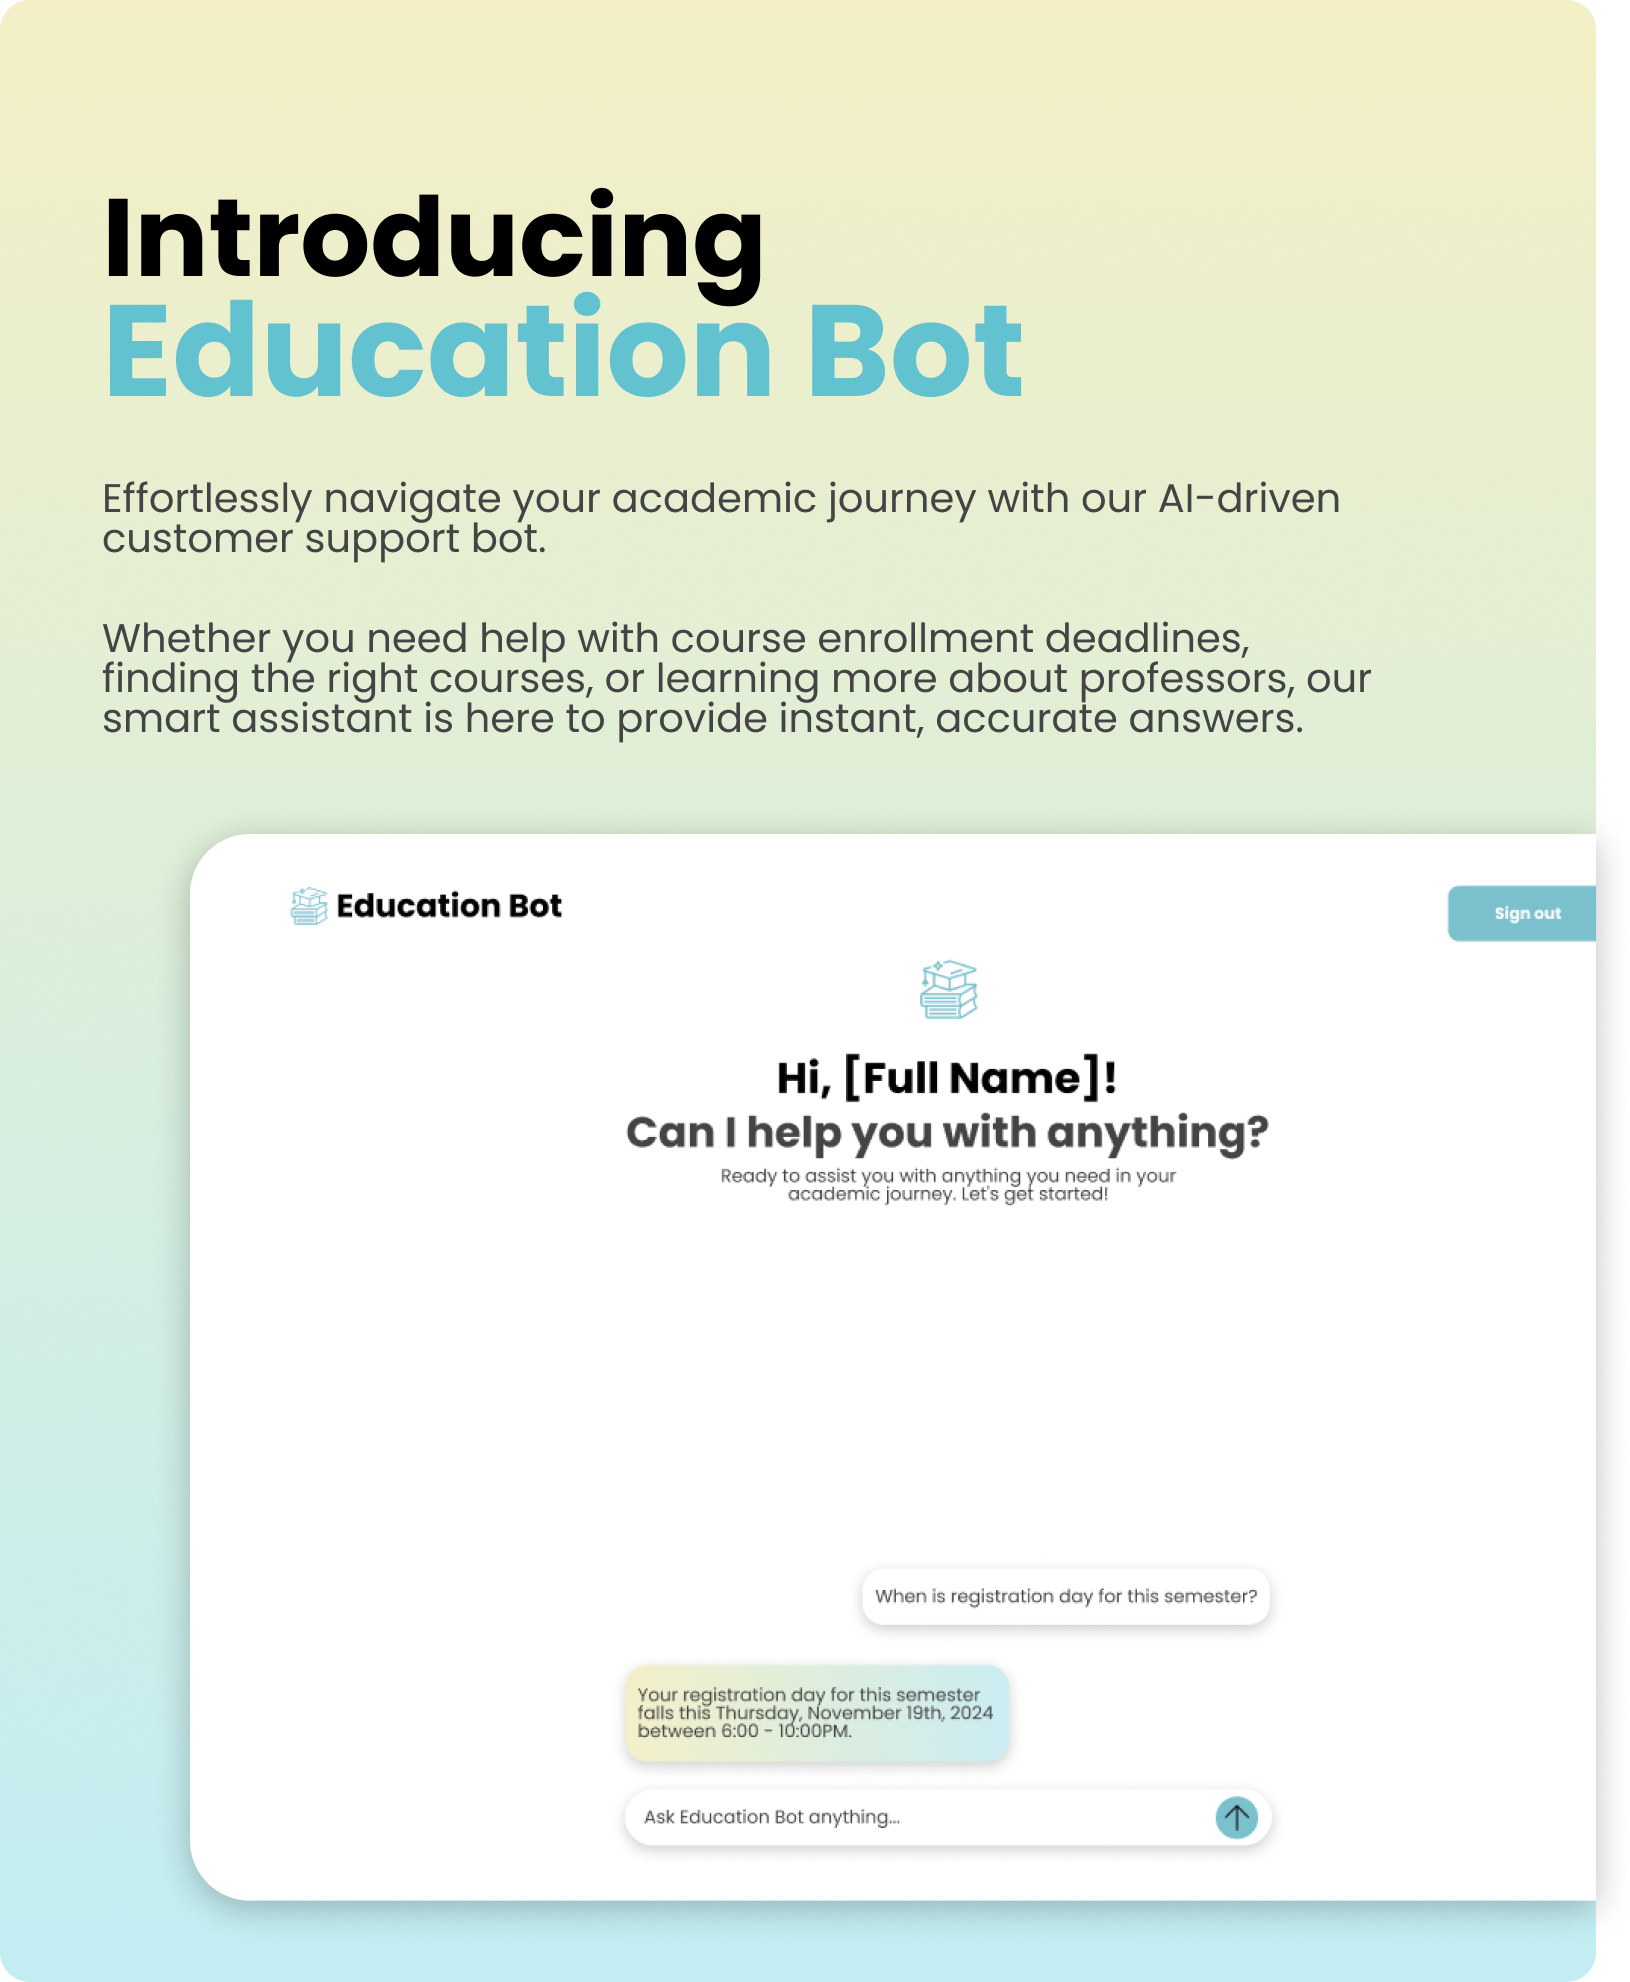 Introducing
Education Bot
Effortlessly navigate your academic journey with our AI-driven
customer support bot.
Whether you need help with course enrollment deadlines,
finding the right courses, or learning more about professors, our
smart assistant is here to provide instant, accurate answers.
Education Bot
Sign out
Hi, [Full Name]!
Can I help you with anything?
Ready to assist you with anything you need in your
academic journey. Let's get started!
When is registration day for this semester?
Your registration day for this semester
falls this Thursday, November 19th, 2024
between 6:00 - 10:00PM.
Ask Education Bot anything...